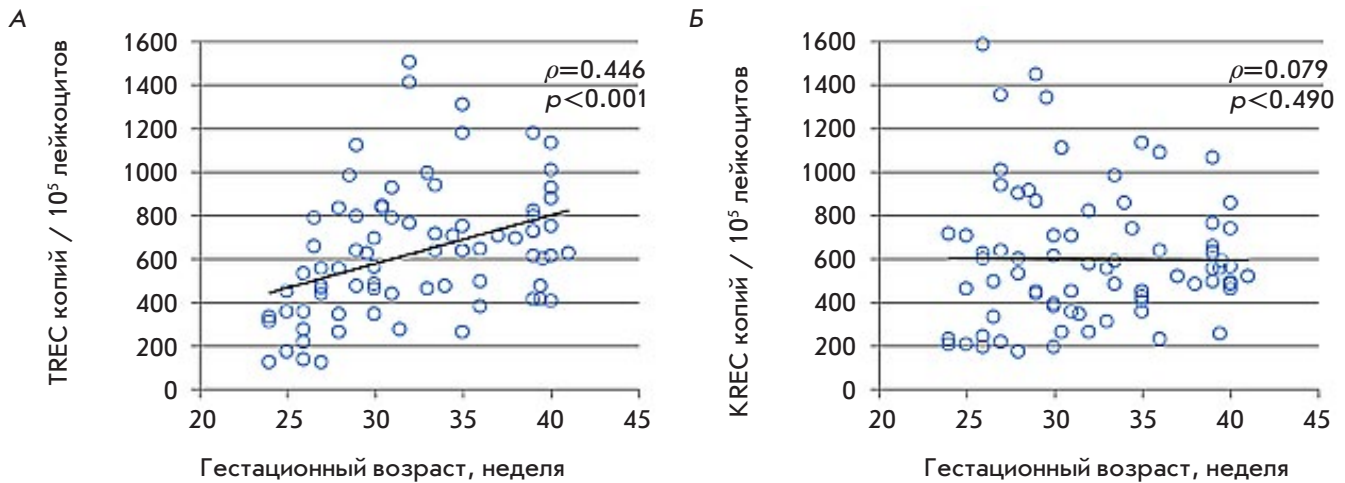 А
TREC копий / 10⁵ лейкоцитов
1600
1400
1200
1000
800
600
400
200
0
ρ=0.446
p<0.001
20 25 30 35 40 45
Гестационный возраст, неделя
Б
KREC копий / 10⁵ лейкоцитов
1600
1400
1200
1000
800
600
400
200
0
ρ=0.079
p<0.490
20 25 30 35 40 45
Гестационный возраст, неделя